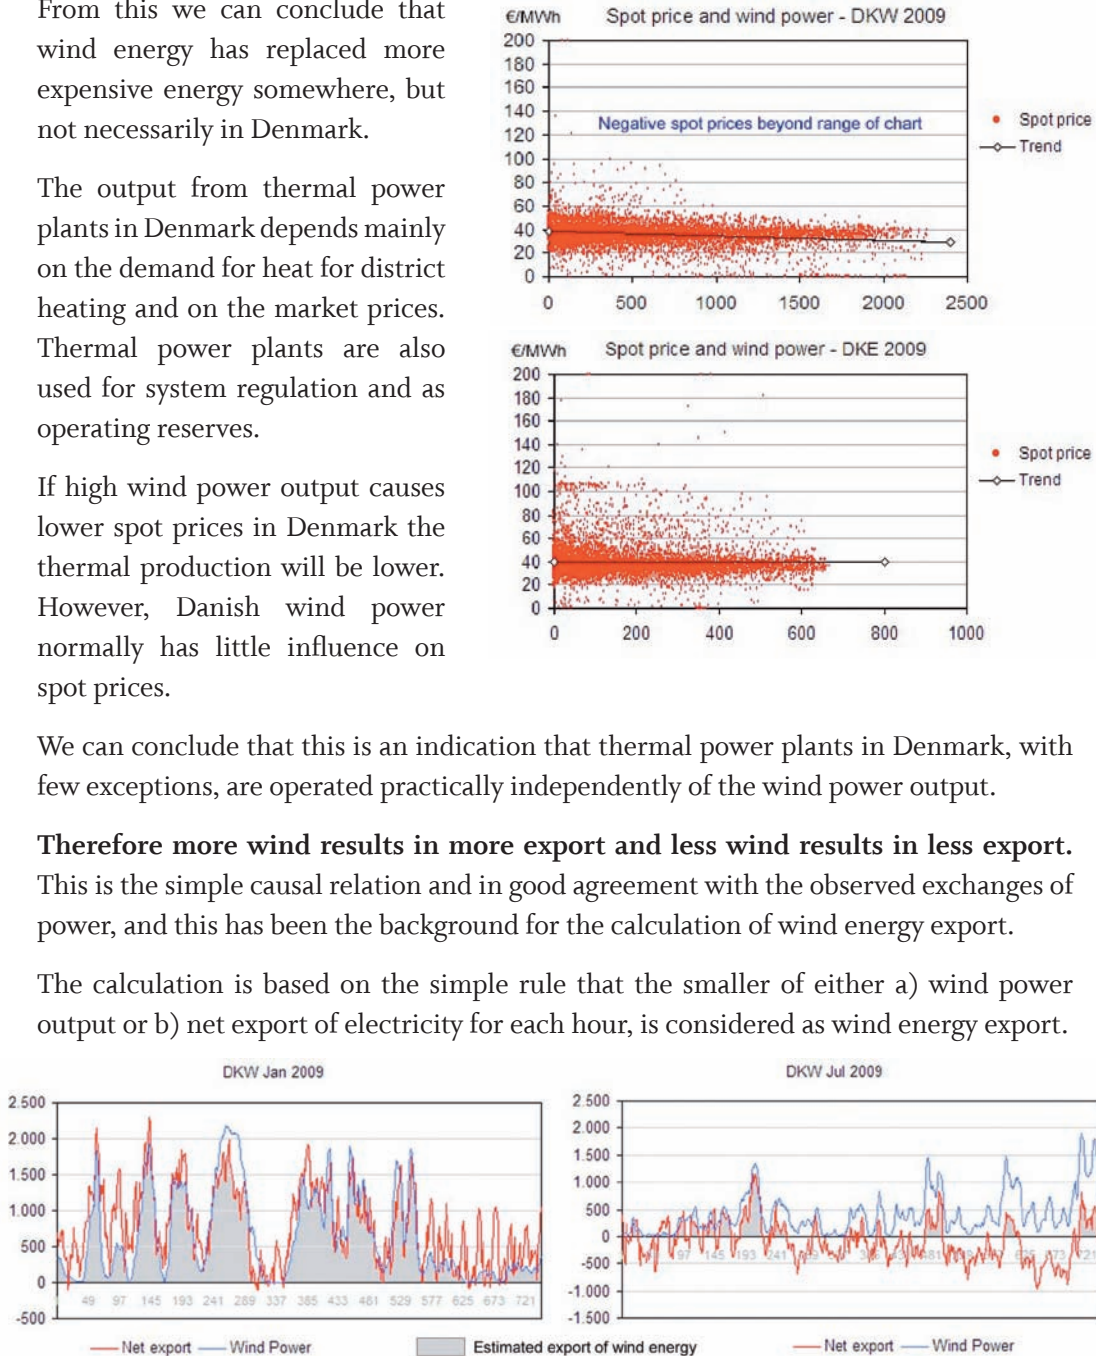 From this we can conclude that
wind energy has replaced more
expensive energy somewhere, but
not necessarily in Denmark.
The output from thermal power
plants in Denmark depends mainly
on the demand for heat for district
heating and on the market prices.
Thermal power plants are also
used for system regulation and as
operating reserves.
If high wind power output causes
lower spot prices in Denmark the
thermal production will be lower.
However, Danish wind power
normally has little influence on
spot prices.
€/MWh Spot price and wind power - DKW 2009
200
180
160
140
120
100
80
60
40
20
0
Negative spot prices beyond range of chart
0 500 1000 1500 2000 2500
Spot price
Trend
€/MWh Spot price and wind power - DKE 2009
200
180
160
140
120
100
80
60
40
20
0
0 200 400 600 800 1000
Spot price
Trend
We can conclude that this is an indication that thermal power plants in Denmark, with
few exceptions, are operated practically independently of the wind power output.
Therefore more wind results in more export and less wind results in less export.
This is the simple causal relation and in good agreement with the observed exchanges of
power, and this has been the background for the calculation of wind energy export.
The calculation is based on the simple rule that the smaller of either a) wind power
output or b) net export of electricity for each hour, is considered as wind energy export.
DKW Jan 2009
2.500
2.000
1.500
1.000
500
0
-500
49 97 145 193 241 289 337 385 433 481 529 577 625 673 721
Net export Wind Power
Estimated export of wind energy
DKW Jul 2009
2.500
2.000
1.500
1.000
500
0
-500
-1.000
-1.500
97 145 193 241 481 625 673 721
Net export Wind Power